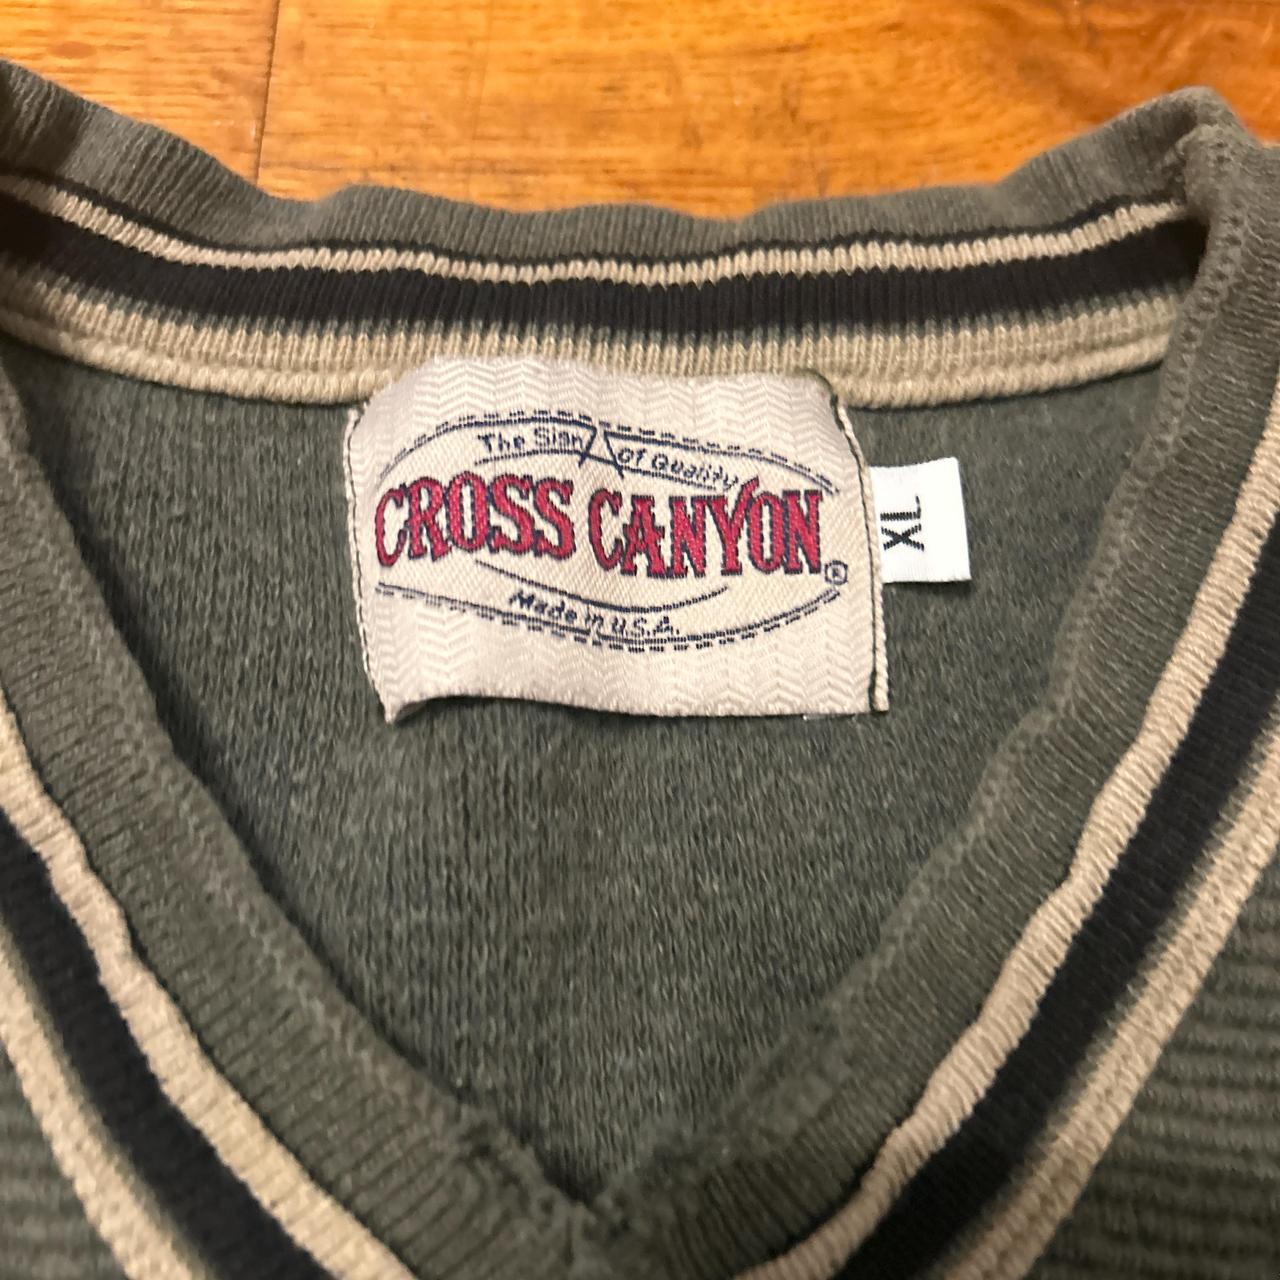 The Sign of Quality
CROSS CANYON®
Made in U.S.A.
XL